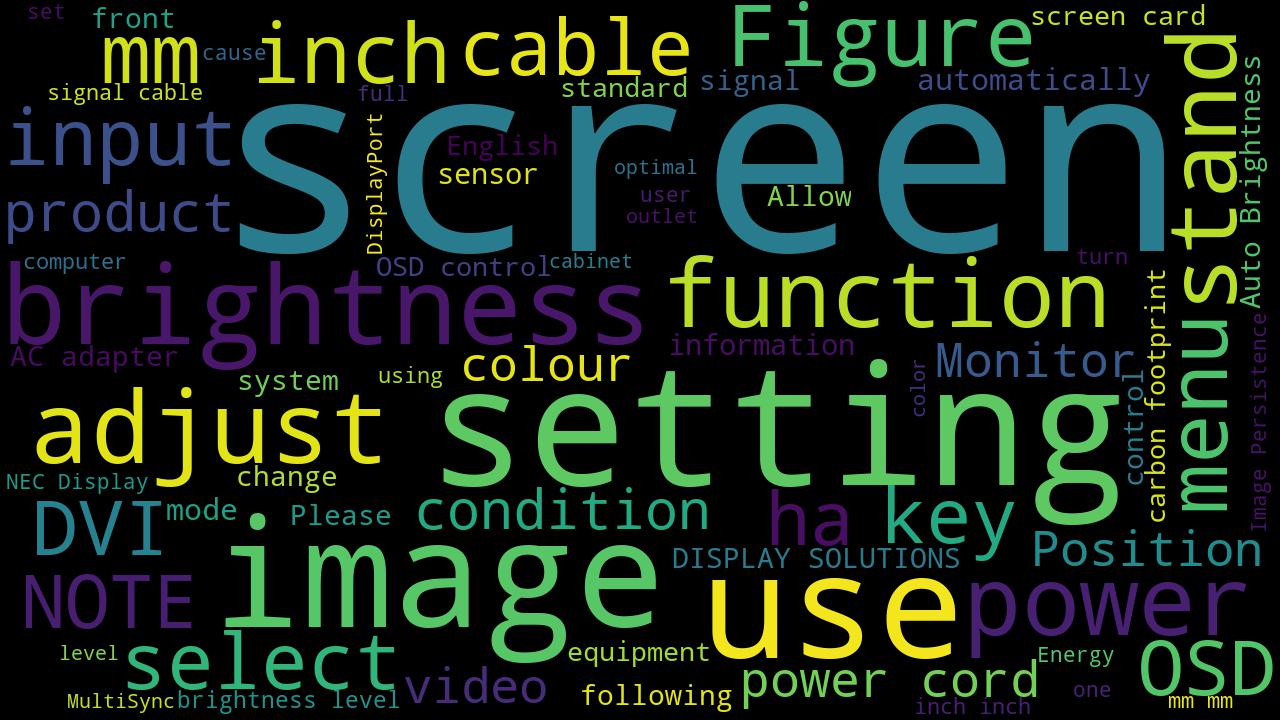 set
front
mm
cause
inch
cable
Figure
screen card
signal cable
full
standard
signal
automatically
input
screen
stand
Auto Brightness
DisplayPort
English
sensor
optimal
user
outlet
Allow
product
computer
OSD control
cabinet
turn
brightness
function
AC adapter
information
Monitor
colour
color
control
carbon footprint
menu
Image Persistence
system
using
adjust
setting
NEC Display
change
DVI
mode
Please
condition
ha
key
Position
image
DISPLAY SOLUTIONS
NOTE
use
power
select
level
equipment
Energy
OSD
MultiSync
brightness level
video
following
power cord
one
inch inch
mm mm